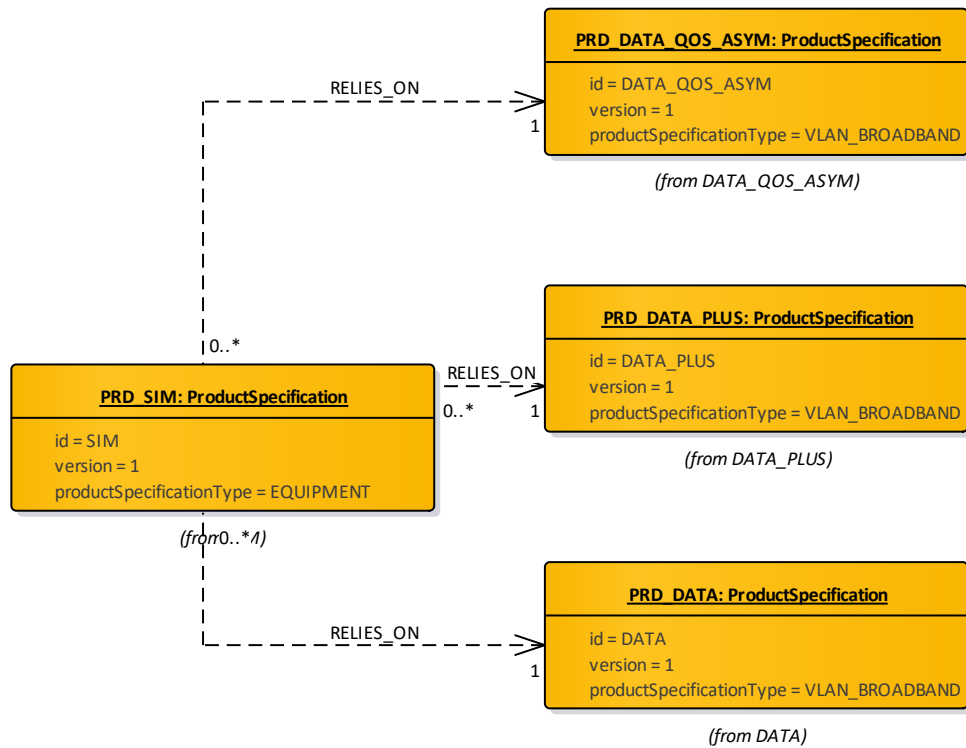 PRD_DATA_QOS_ASYM: ProductSpecification
id = DATA_QOS_ASYM
version = 1
productSpecificationType = VLAN_BROADBAND
(from DATA_QOS_ASYM)
RELIES_ON
1
0..*
PRD_DATA_PLUS: ProductSpecification
id = DATA_PLUS
version = 1
productSpecificationType = VLAN_BROADBAND
(from DATA_PLUS)
RELIES_ON
0..*
1
PRD_SIM: ProductSpecification
id = SIM
version = 1
productSpecificationType = EQUIPMENT
(from
0..*
RELIES_ON
1
PRD_DATA: ProductSpecification
id = DATA
version = 1
productSpecificationType = VLAN_BROADBAND
(from DATA)